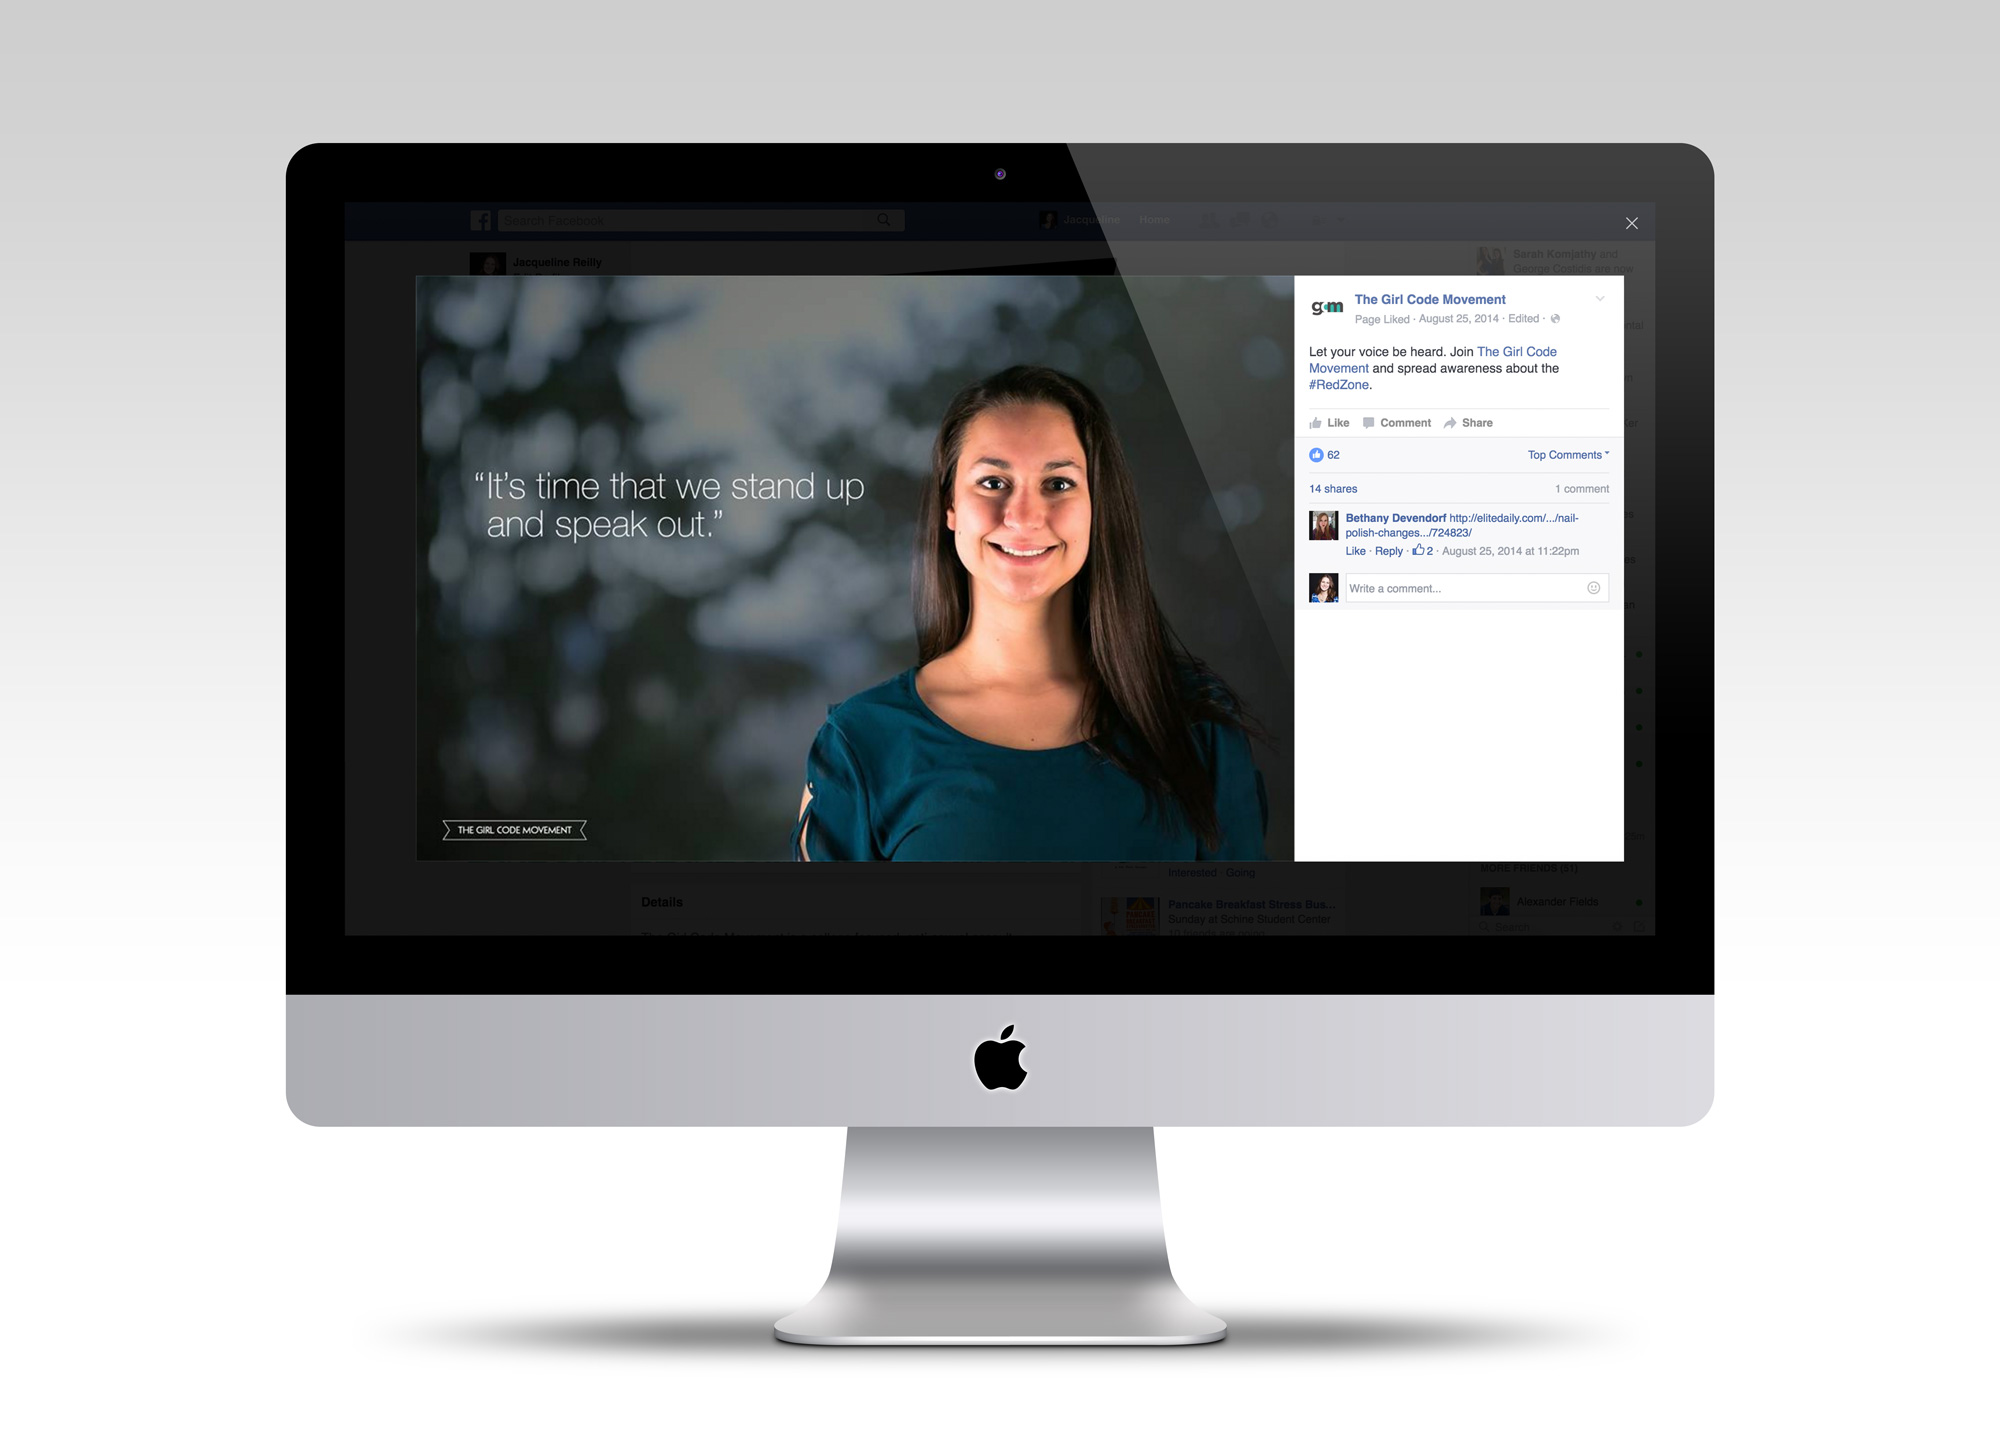 Search Facebook
Jacqueline
Home
Jacqueline Reilly
Sarah Komjathy and
George Costidis are now
“It’s time that we stand up
and speak out.”
THE GIRL CODE MOVEMENT
gcm
The Girl Code Movement
Page Liked · August 25, 2014 · Edited ·
Let your voice be heard. Join The Girl Code
Movement and spread awareness about the
#RedZone.
Like Comment Share
62 Top Comments
14 shares 1 comment
Bethany Devendorf http://elitedaily.com/.../nail-
polish-changes.../724823/
Like · Reply · 2 · August 25, 2014 at 11:22pm
Write a comment...
Details
Interested · Going
Pancake Breakfast Stress Bus...
Sunday at Schine Student Center
10 friends are going
MORE FRIENDS (51)
Alexander Fields
Search